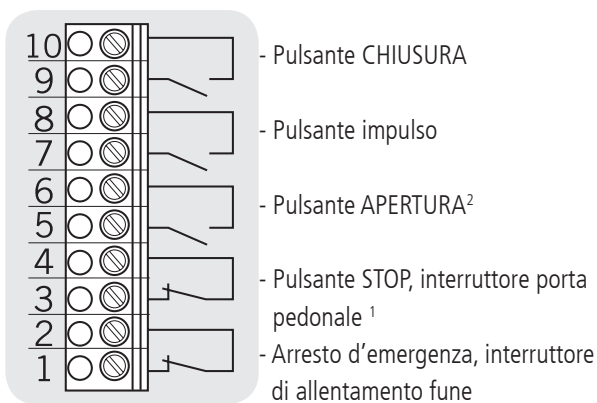 10
- Pulsante CHIUSURA
9
8
- Pulsante impulso
7
6
- Pulsante APERTURA²
5
4
- Pulsante STOP, interruttore porta
3
pedonale ¹
2
- Arresto d’emergenza, interruttore
1
di allentamento fune